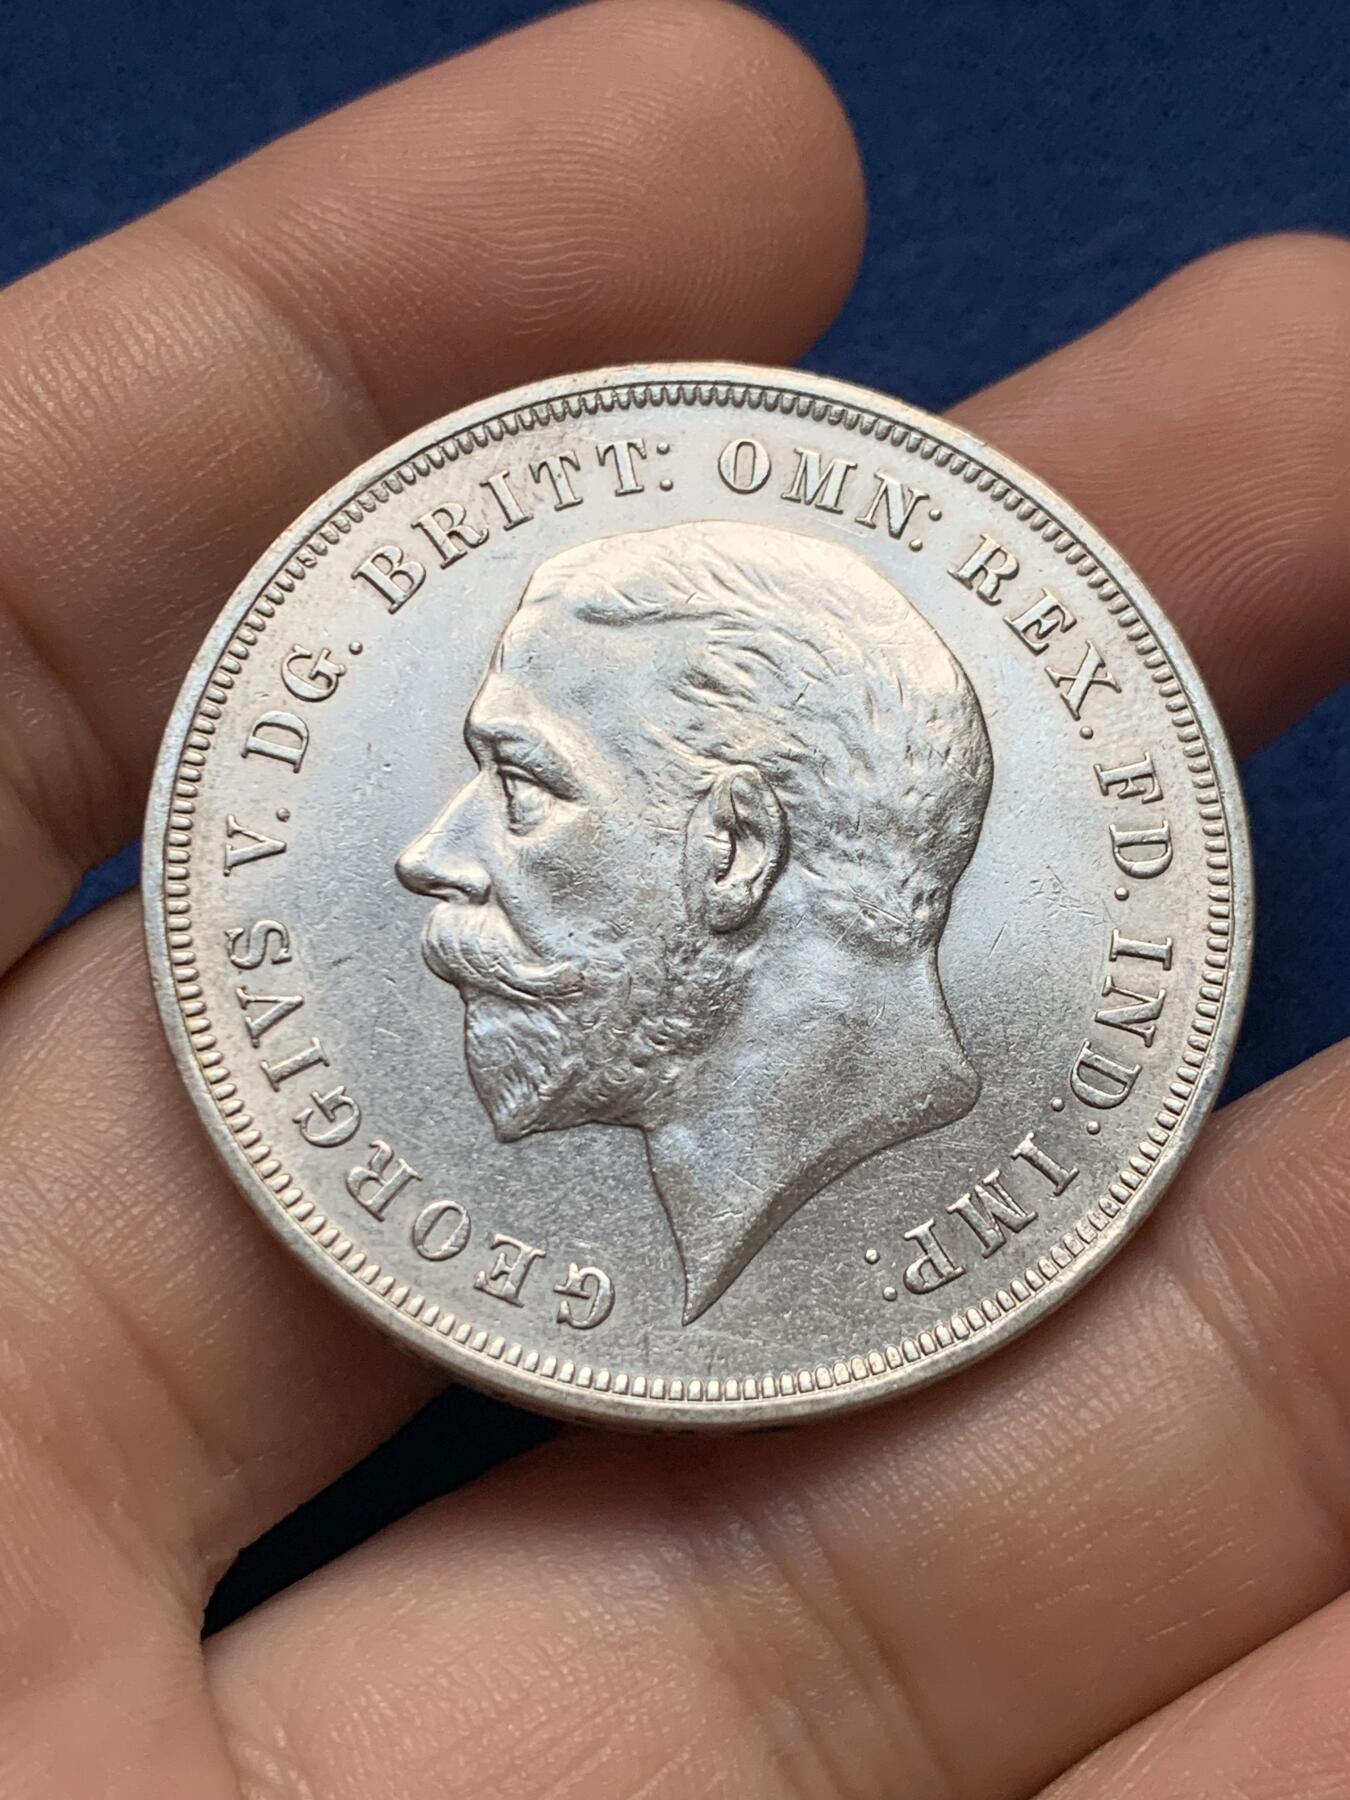 GEORGIVS V. DG. BRITT: OMN: REX. FD. IND: IMP: